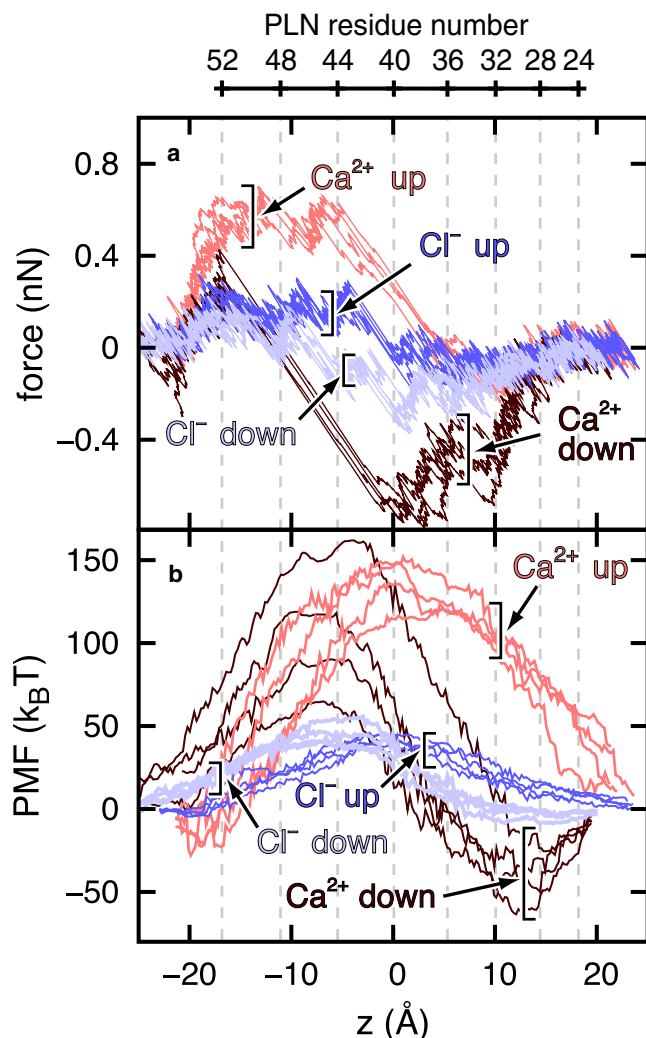 PLN residue number
52 48 44 40 36 32 28 24
a
0.8
0.4
0
−0.4
force (nN)
Ca²⁺ up
Cl⁻ up
Cl⁻ down
Ca²⁺
down
b
150
100
50
0
−50
PMF (k_BT)
Ca²⁺ up
Cl⁻ up
Cl⁻ down
Ca²⁺ down
−20 −10 0 10 20
z (Å)